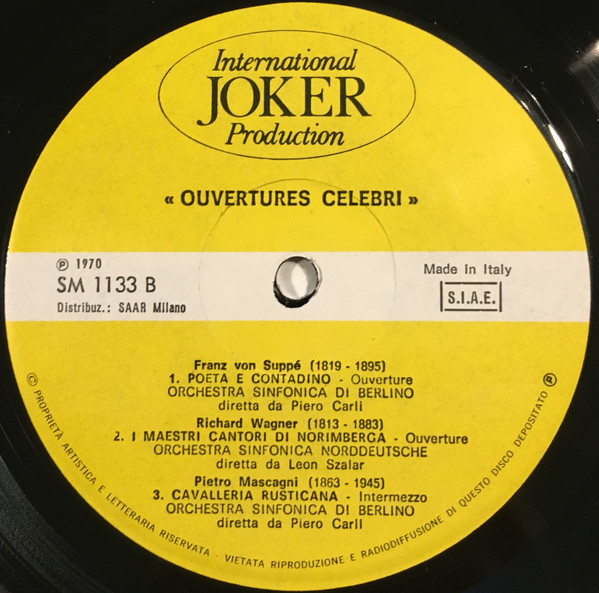 International
JOKER
Production
« OUVERTURES CELEBRI »
℗ 1970
SM 1133 B
Distribuz.: SAAR Milano
Made in Italy
S.I.A.E.
Franz von Suppé (1819 - 1895)
1. POETA E CONTADINO - Ouverture
ORCHESTRA SINFONICA DI BERLINO
diretta da Piero Carli
Richard Wagner (1813 - 1883)
2. I MAESTRI CANTORI DI NORIMBERGA - Ouverture
ORCHESTRA SINFONICA NORDDEUTSCHE
diretta da Leon Szalar
Pietro Mascagni (1863 - 1945)
3. CAVALLERIA RUSTICANA - Intermezzo
ORCHESTRA SINFONICA DI BERLINO
diretta da Piero Carli
© PROPRIETA ARTISTICA E LETTERARIA RISERVATA - VIETATA RIPRODUZIONE E RADIODIFFUSIONE DI QUESTO DISCO DEPOSITATO ℗